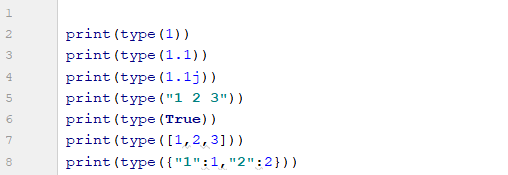 1
2 print(type(1))
3 print(type(1.1))
4 print(type(1.1j))
5 print(type("1 2 3"))
6 print(type(True))
7 print(type([1,2,3]))
8 print(type({"1":1,"2":2}))